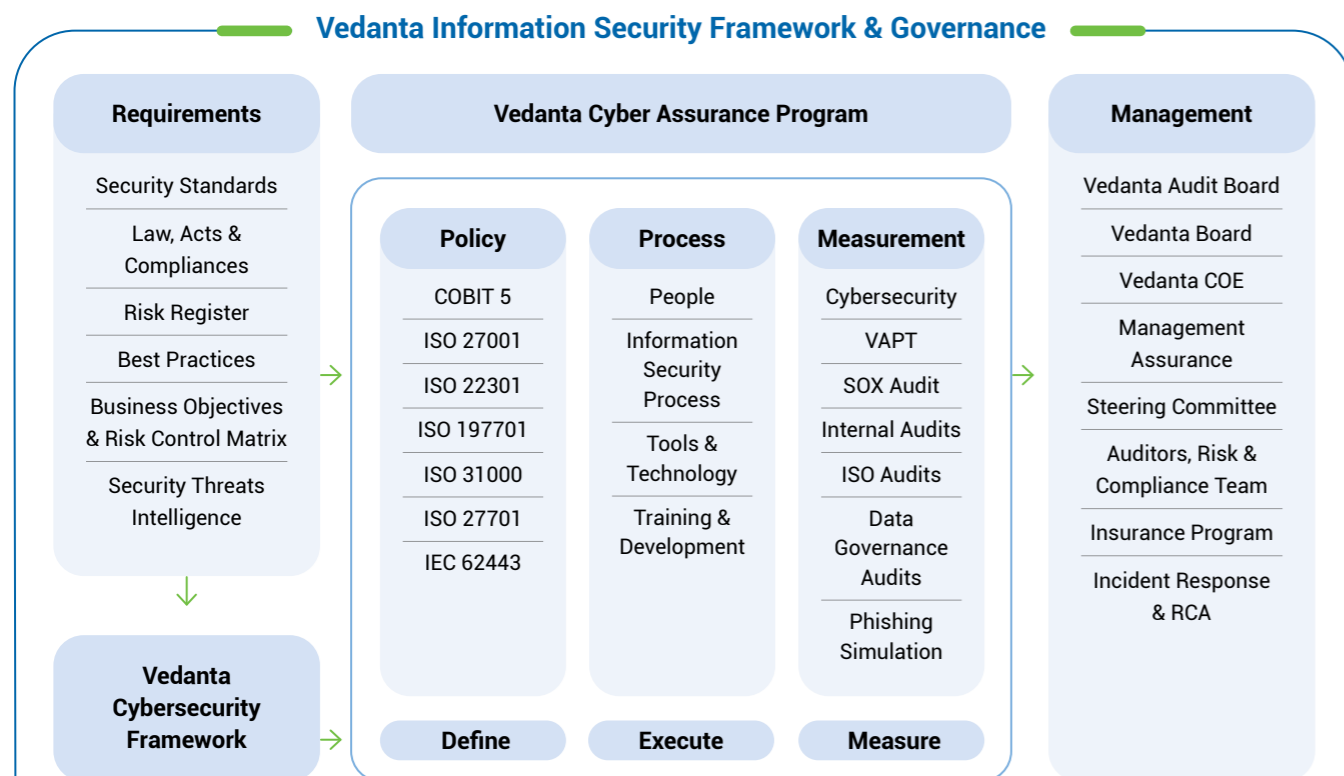 Vedanta Information Security Framework & Governance
Requirements
Security Standards
Law, Acts &
Compliances
Risk Register
Best Practices
Business Objectives
& Risk Control Matrix
Security Threats
Intelligence
Vedanta
Cybersecurity
Framework
Vedanta Cyber Assurance Program
Policy
COBIT 5
ISO 27001
ISO 22301
ISO 197701
ISO 31000
ISO 27701
IEC 62443
Define
Process
People
Information
Security
Process
Tools &
Technology
Training &
Development
Execute
Measurement
Cybersecurity
VAPT
SOX Audit
Internal Audits
ISO Audits
Data
Governance
Audits
Phishing
Simulation
Measure
Management
Vedanta Audit Board
Vedanta Board
Vedanta COE
Management
Assurance
Steering Committee
Auditors, Risk &
Compliance Team
Insurance Program
Incident Response
& RCA